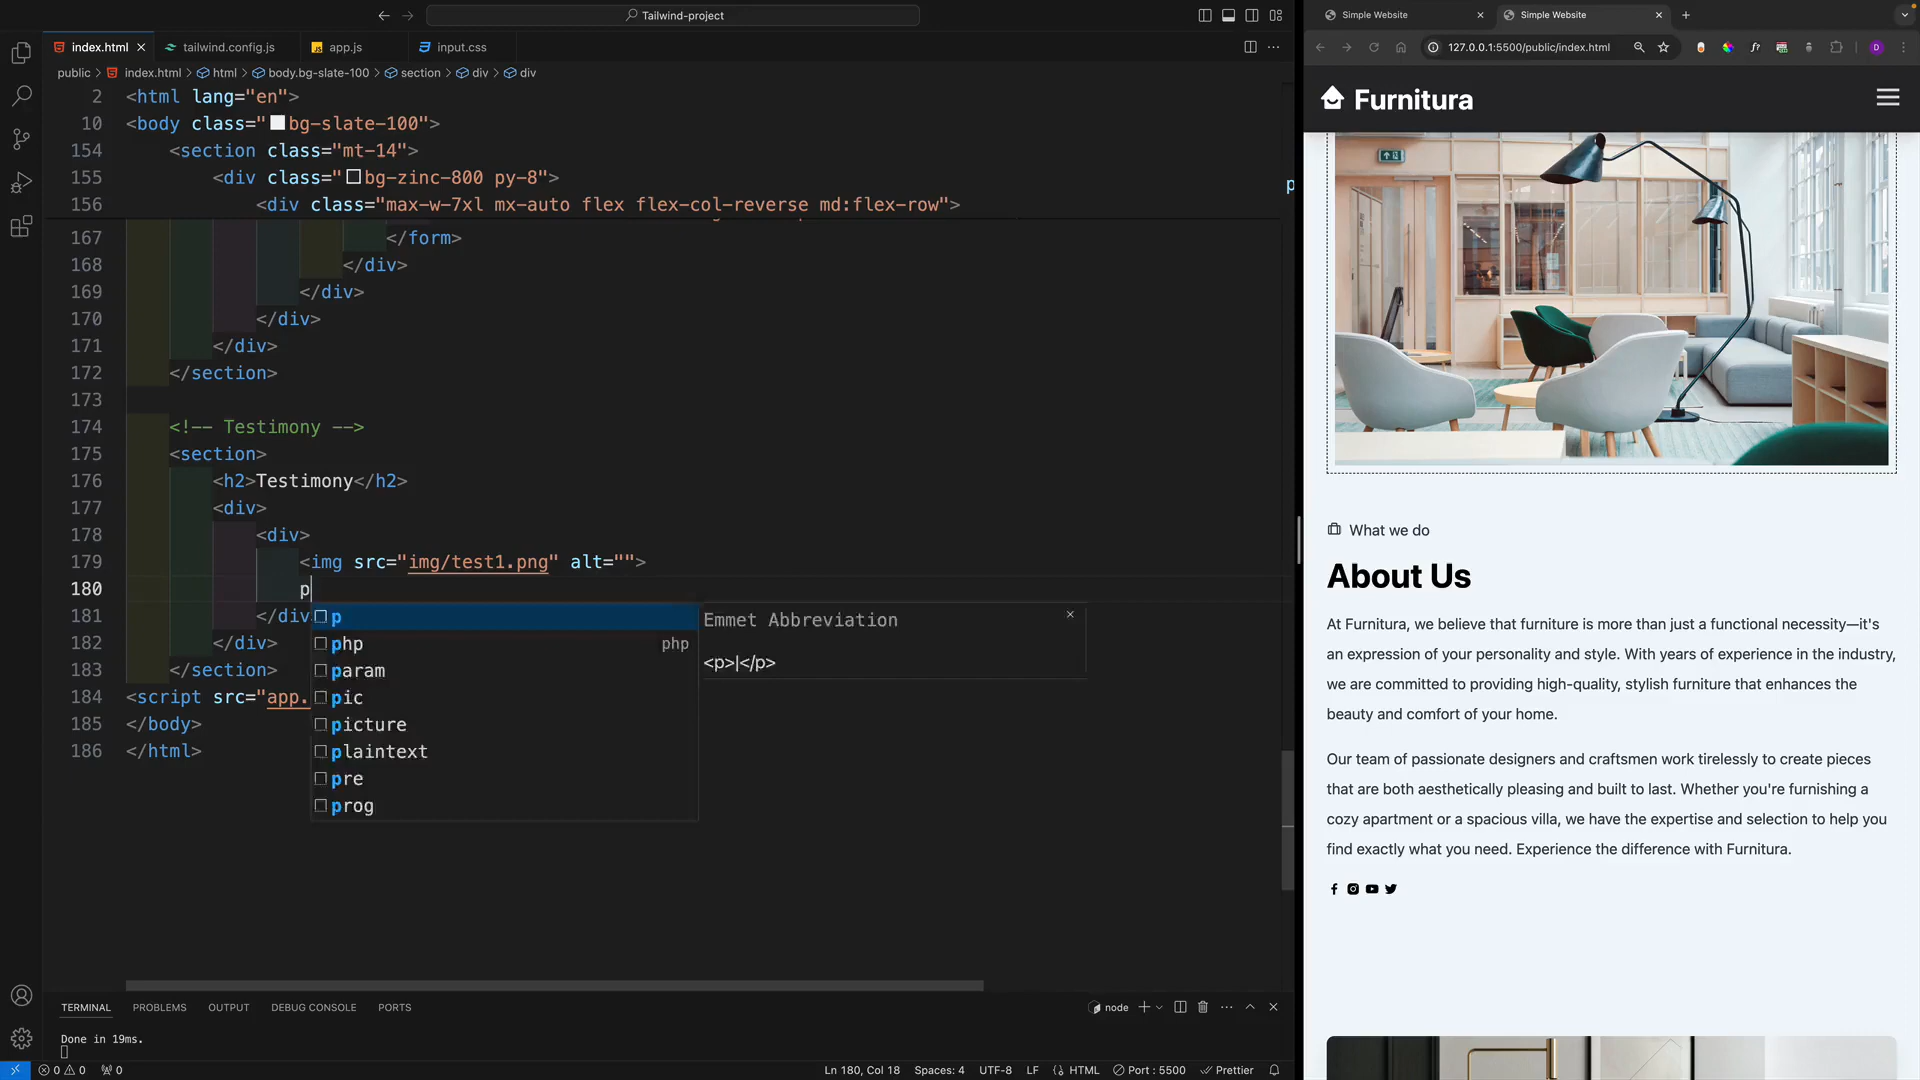 Tailwind-project
index.html
tailwind.config.js
app.js
input.css
public > index.html > html > body.bg-slate-100 > section > div > div
2 <html lang="en">
10 <body class="bg-slate-100">
154 <section class="mt-14">
155 <div class="bg-zinc-800 py-8">
156 <div class="max-w-7xl mx-auto flex flex-col-reverse md:flex-row">
167 </form>
168 </div>
169 </div>
170 </div>
171 </div>
172 </section>
173
174 <!-- Testimony -->
175 <section>
176 <h2>Testimony</h2>
177 <div>
178 <div>
179 <img src="img/test1.png" alt="">
180 p
181 </div
182 </div>
183 </section>
184 <script src="app.
185 </body>
186 </html>
p
php php
param
pic
picture
plaintext
pre
prog
Emmet Abbreviation
<p>|</p>
TERMINAL PROBLEMS OUTPUT DEBUG CONSOLE PORTS
node
Done in 19ms.
0 0 0
Ln 180, Col 18 Spaces: 4 UTF-8 LF HTML Port : 5500 Prettier
Simple Website
Simple Website
127.0.0.1:5500/public/index.html
D
Furnitura
What we do
About Us
At Furnitura, we believe that furniture is more than just a functional necessity—it's
an expression of your personality and style. With years of experience in the industry,
we are committed to providing high-quality, stylish furniture that enhances the
beauty and comfort of your home.
Our team of passionate designers and craftsmen work tirelessly to create pieces
that are both aesthetically pleasing and built to last. Whether you're furnishing a
cozy apartment or a spacious villa, we have the expertise and selection to help you
find exactly what you need. Experience the difference with Furnitura.